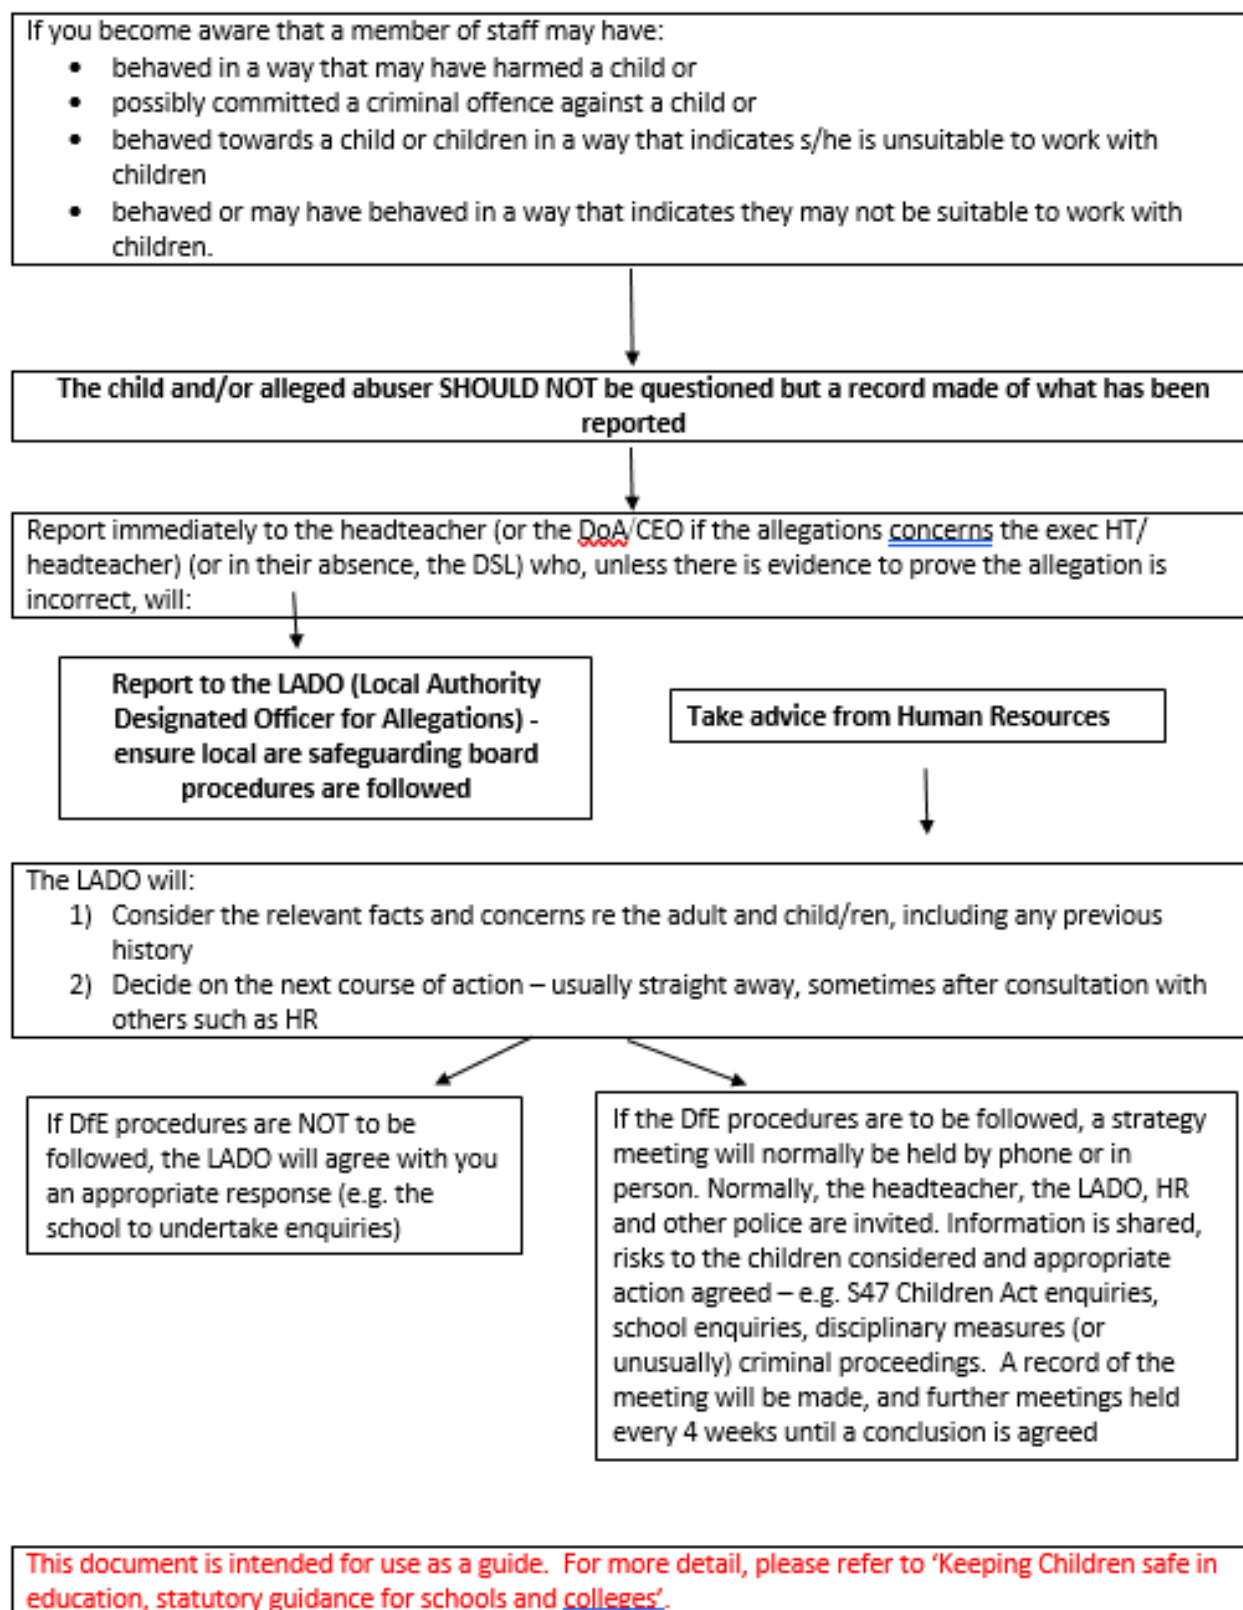 If you become aware that a member of staff may have:
• behaved in a way that may have harmed a child or
• possibly committed a criminal offence against a child or
• behaved towards a child or children in a way that indicates s/he is unsuitable to work with
children
• behaved or may have behaved in a way that indicates they may not be suitable to work with
children.
The child and/or alleged abuser SHOULD NOT be questioned but a record made of what has been
reported
Report immediately to the headteacher (or the DoA/CEO if the allegations concerns the exec HT/
headteacher) (or in their absence, the DSL) who, unless there is evidence to prove the allegation is
incorrect, will:
Report to the LADO (Local Authority
Designated Officer for Allegations) -
ensure local are safeguarding board
procedures are followed
Take advice from Human Resources
The LADO will:
1) Consider the relevant facts and concerns re the adult and child/ren, including any previous
history
2) Decide on the next course of action – usually straight away, sometimes after consultation with
others such as HR
If DfE procedures are NOT to be
followed, the LADO will agree with you
an appropriate response (e.g. the
school to undertake enquiries)
If the DfE procedures are to be followed, a strategy
meeting will normally be held by phone or in
person. Normally, the headteacher, the LADO, HR
and other police are invited. Information is shared,
risks to the children considered and appropriate
action agreed – e.g. S47 Children Act enquiries,
school enquiries, disciplinary measures (or
unusually) criminal proceedings.  A record of the
meeting will be made, and further meetings held
every 4 weeks until a conclusion is agreed
This document is intended for use as a guide.  For more detail, please refer to ‘Keeping Children safe in
education, statutory guidance for schools and colleges’.